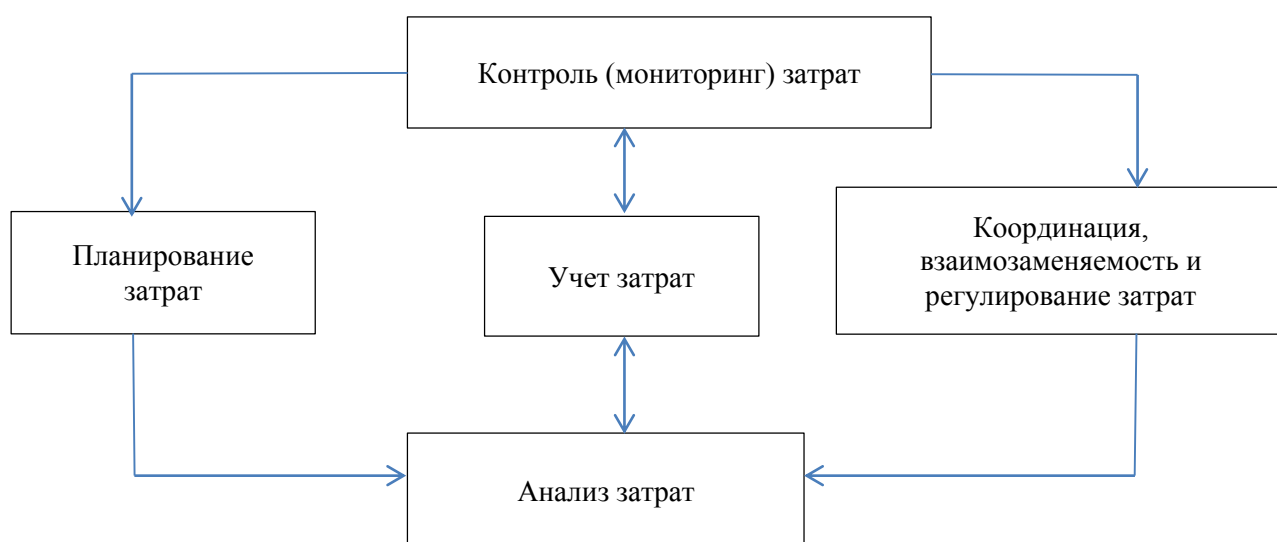 Контроль (мониторинг) затрат
Планирование
затрат
Учет затрат
Координация,
взаимозаменяемость и
регулирование затрат
Анализ затрат